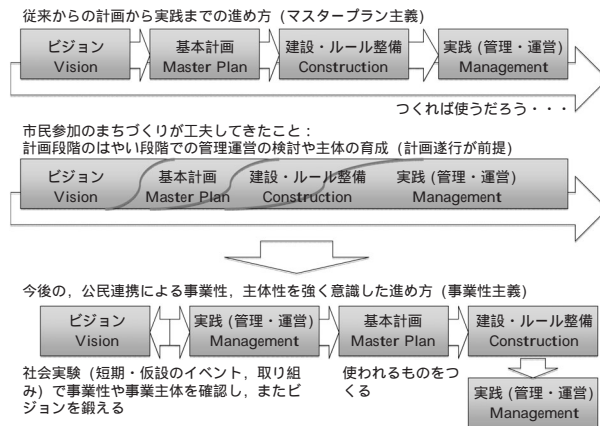 従来からの計画から実践までの進め方 (マスタープラン主義)
ビジョン
Vision
基本計画
Master Plan
建設・ルール整備
Construction
実践 (管理・運営)
Management
つくれば使うだろう・・・
市民参加のまちづくりが工夫してきたこと：
計画段階のはやい段階での管理運営の検討や主体の育成 (計画遂行が前提)
ビジョン
Vision
基本計画
Master Plan
建設・ルール整備
Construction
実践 (管理・運営)
Management
今後の，公民連携による事業性，主体性を強く意識した進め方 (事業性主義)
ビジョン
Vision
実践 (管理・運営)
Management
基本計画
Master Plan
建設・ルール整備
Construction
社会実験 (短期・仮設のイベント，取り組
み) で事業性や事業主体を確認し，またビ
ジョンを鍛える
使われるものをつ
くる
実践 (管理・運営)
Management